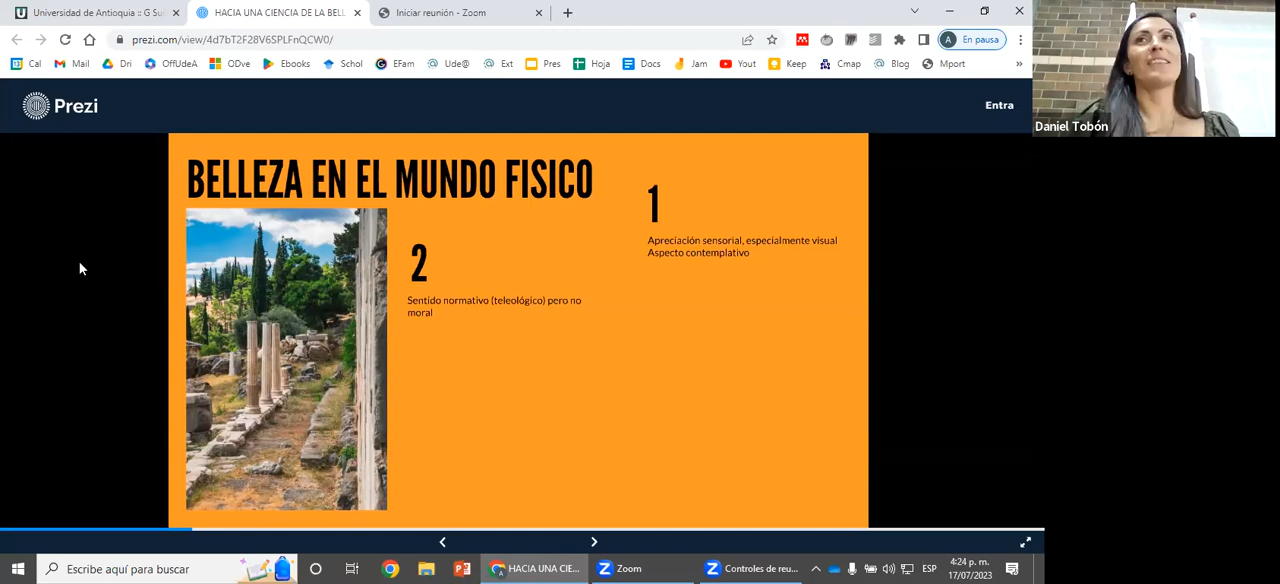 Universidad de Antioquia :: G Su
HACIA UNA CIENCIA DE LA BELL
Iniciar reunión - Zoom
prezi.com/view/4d7bT2F28V6SPLFnQCW0/
A En pausa
Cal Mail Dri OffUdeA ODve Ebooks Schol EFam Ude@ Ext Pres Hoja Docs Jam Yout Keep Cmap Blog Mport »
Prezi
Entra
Daniel Tobón
BELLEZA EN EL MUNDO FISICO
1
Apreciación sensorial, especialmente visual
Aspecto contemplativo
2
Sentido normativo (teleológico) pero no
moral
Escribe aquí para buscar
HACIA UNA CIE...
Zoom
Controles de reu...
ESP
4:24 p. m.
17/07/2023